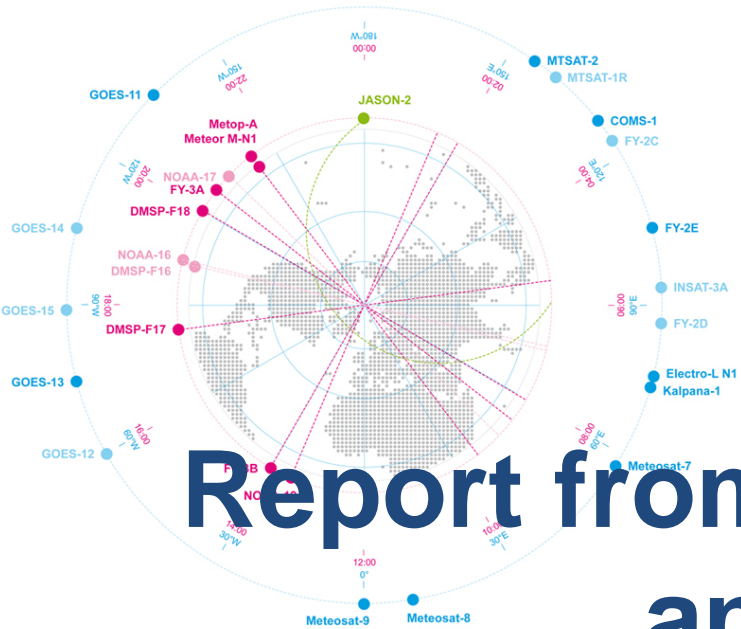 180°W
00:00
150°W
22:00
150°E
02:00
MTSAT-2
MTSAT-1R
GOES-11
JASON-2
COMS-1
FY-2C
Metop-A
Meteor M-N1
120°W
20:00
120°E
04:00
NOAA-17
FY-3A
DMSP-F18
GOES-14
FY-2E
NOAA-16
DMSP-F16
INSAT-3A
GOES-15
90°W
18:00
06:00
90°E
FY-2D
DMSP-F17
GOES-13
Electro-L N1
Kalpana-1
16:00
60°W
08:00
60°E
GOES-12
Meteosat-7
Report from
14:00
30°W
10:00
30°E
12:00
0°
Meteosat-9
Meteosat-8